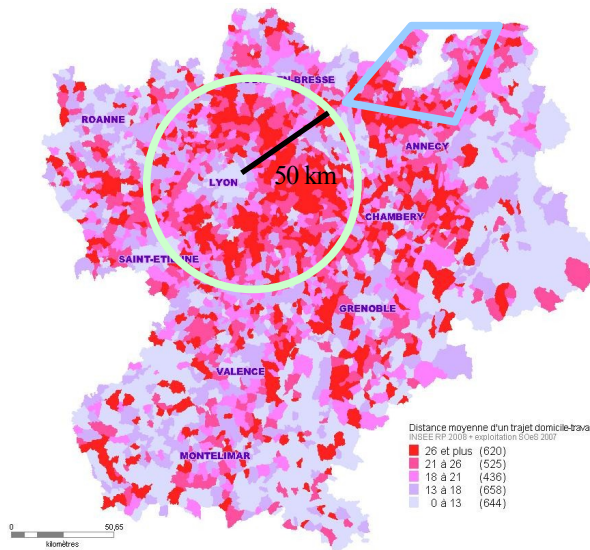 EN-BRESSE
ROANNE
ANNECY
LYON
50 km
CHAMBERY
SAINT-ETIENNE
GRENOBLE
VALENCE
MONTELIMAR
Distance moyenne d'un trajet domicile-trava
INSEE RP 2008 + exploitation SOeS 2007
26 et plus (620)
21 à 26 (525)
18 à 21 (436)
13 à 18 (658)
0 à 13 (644)
0 50,65
kilomètres